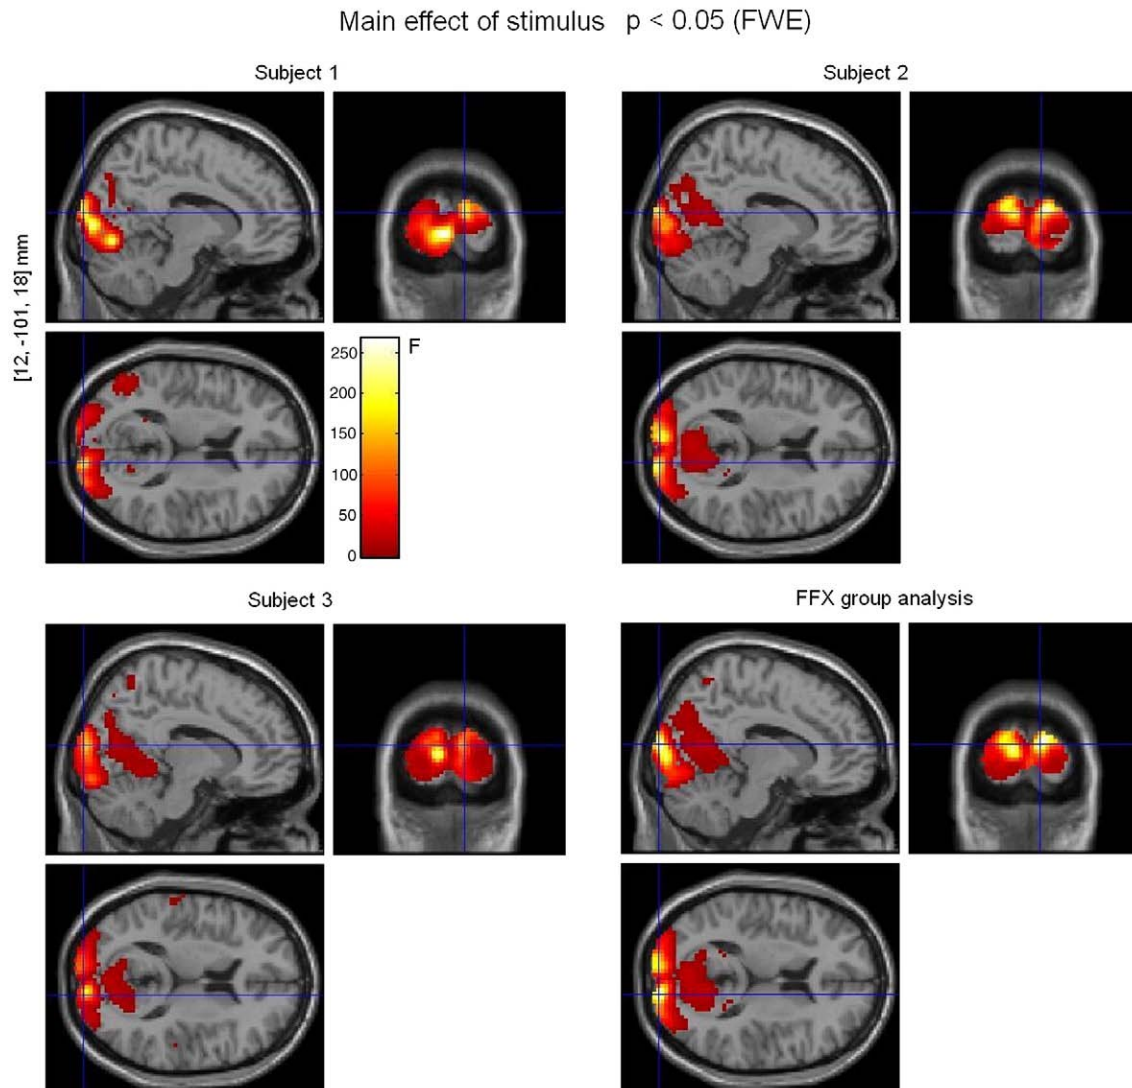 Main effect of stimulus p < 0.05 (FWE)
Subject 1
Subject 2
[12, -101, 18] mm
F
250
200
150
100
50
0
Subject 3
FFX group analysis